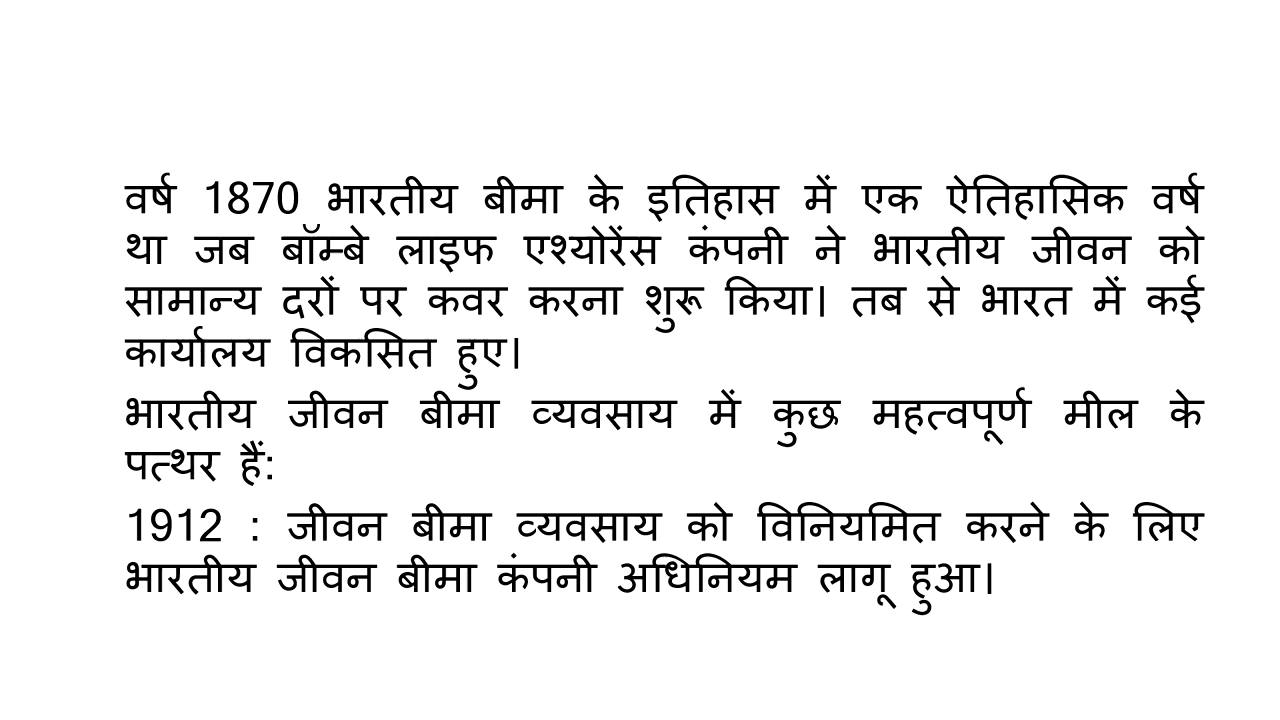 वर्ष 1870 भारतीय बीमा के इतिहास में एक ऐतिहासिक वर्ष
था जब बॉम्बे लाइफ एश्योरेंस कंपनी ने भारतीय जीवन को
सामान्य दरों पर कवर करना शुरू किया। तब से भारत में कई
कार्यालय विकसित हुए।
भारतीय जीवन बीमा व्यवसाय में कुछ महत्वपूर्ण मील के
पत्थर हैं:
1912 : जीवन बीमा व्यवसाय को विनियमित करने के लिए
भारतीय जीवन बीमा कंपनी अधिनियम लागू हुआ।